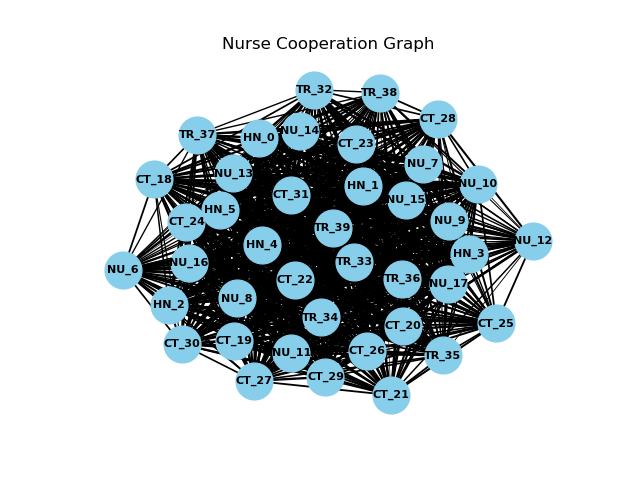 Nurse Cooperation Graph
TR_32
TR_38
CT_28
NU_14
TR_37
HN_0
CT_23
NU_7
NU_13
CT_18
NU_10
HN_1
CT_31
NU_15
HN_5
CT_24
NU_9
TR_39
NU_12
HN_4
HN_3
NU_16
TR_33
NU_6
TR_36
CT_22
NU_17
NU_8
HN_2
TR_34
CT_25
CT_20
CT_19
CT_30
CT_26
NU_11
TR_35
CT_29
CT_27
CT_21